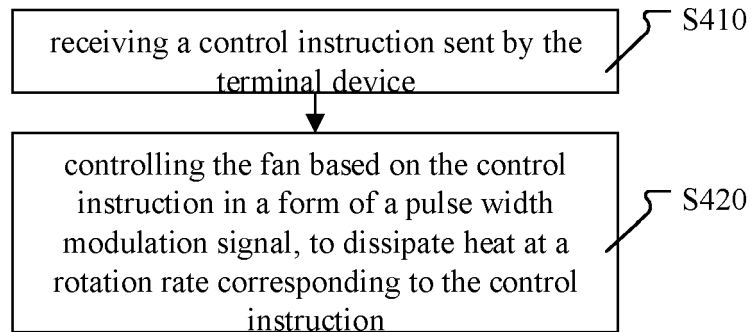 receiving a control instruction sent by the
terminal device
S410
controlling the fan based on the control
instruction in a form of a pulse width
modulation signal, to dissipate heat at a
rotation rate corresponding to the control
instruction
S420